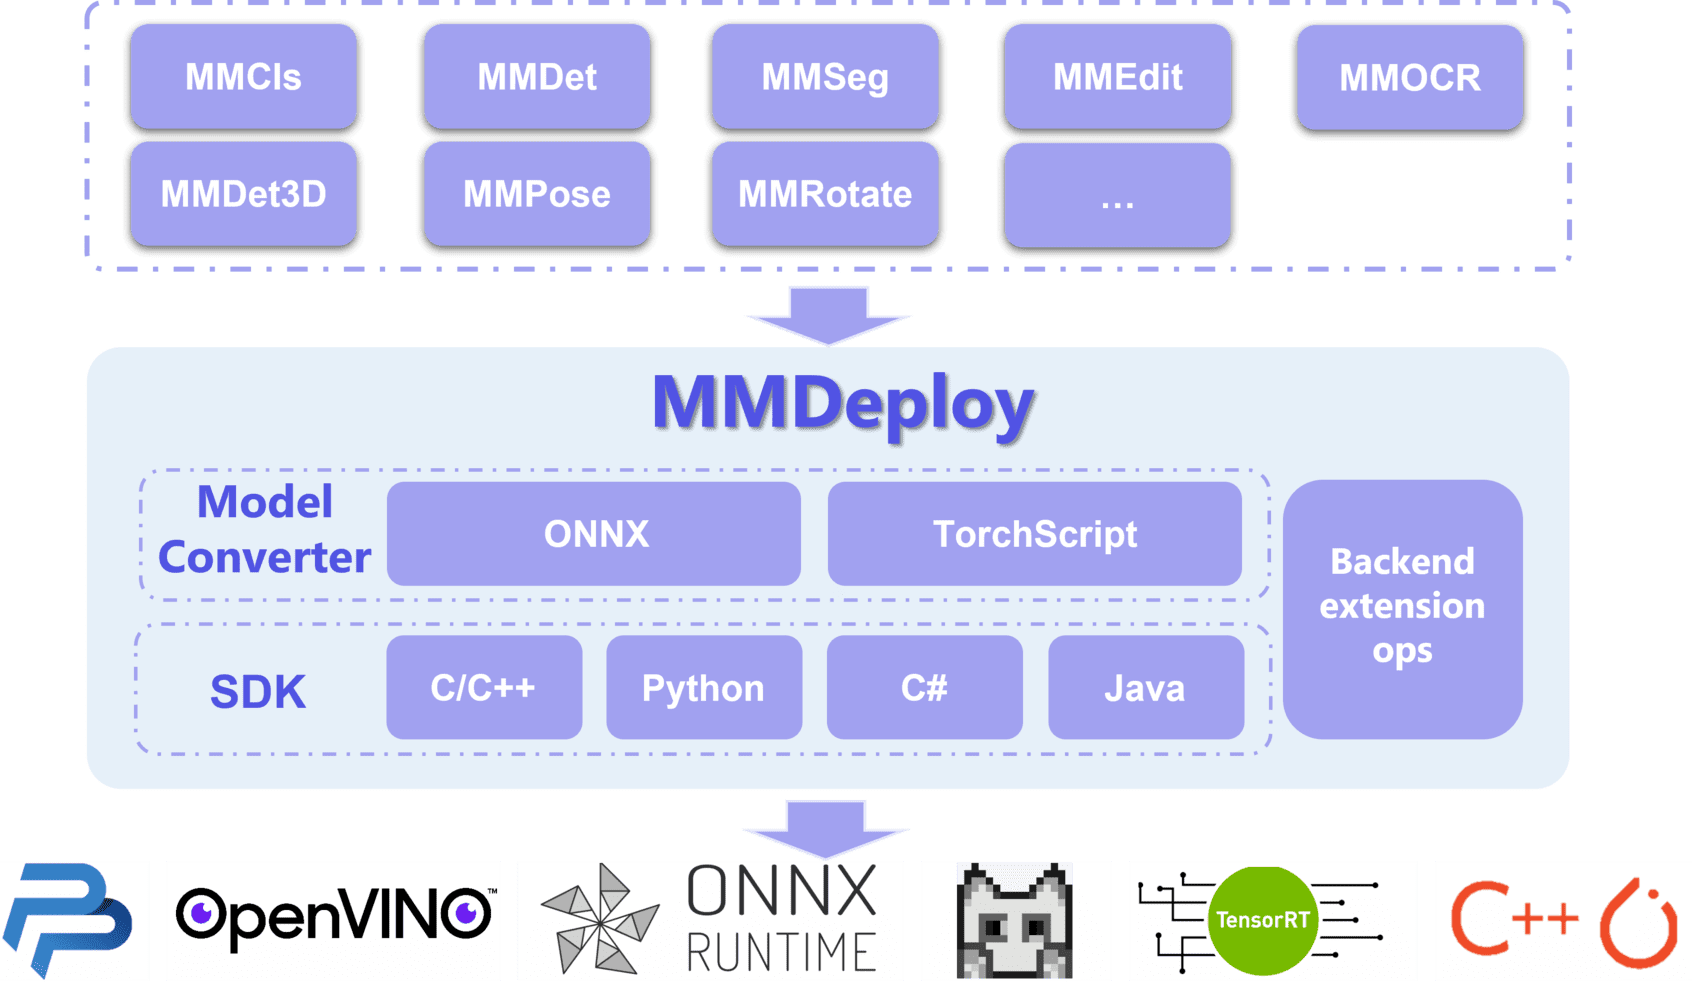 MMCls
MMDet
MMSeg
MMEdit
MMOCR
MMDet3D
MMPose
MMRotate
...
MMDeploy
Model
Converter
ONNX
TorchScript
Backend
extension
ops
SDK
C/C++
Python
C#
Java
OpenVINO™
ONNX
RUNTIME
TensorRT
C++